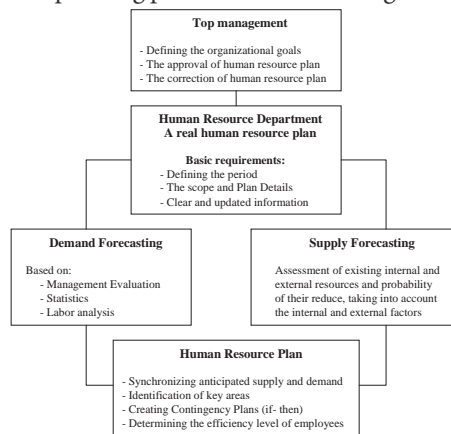 Top management
- Defining the organizational goals
- The approval of human resource plan
- The correction of human resource plan
Human Resource Department
A real human resource plan
Basic requirements:
- Defining the period
- The scope and Plan Details
- Clear and updated information
Demand Forecasting
Based on:
- Management Evaluation
- Statistics
- Labor analysis
Supply Forecasting
Assessment of existing internal and
external resources and probability
of their reduce, taking into account
the internal and external factors
Human Resource Plan
- Synchronizing anticipated supply and demand
- Identification of key areas
- Creating Contingency Plans (if- then)
- Determining the efficiency level of employees